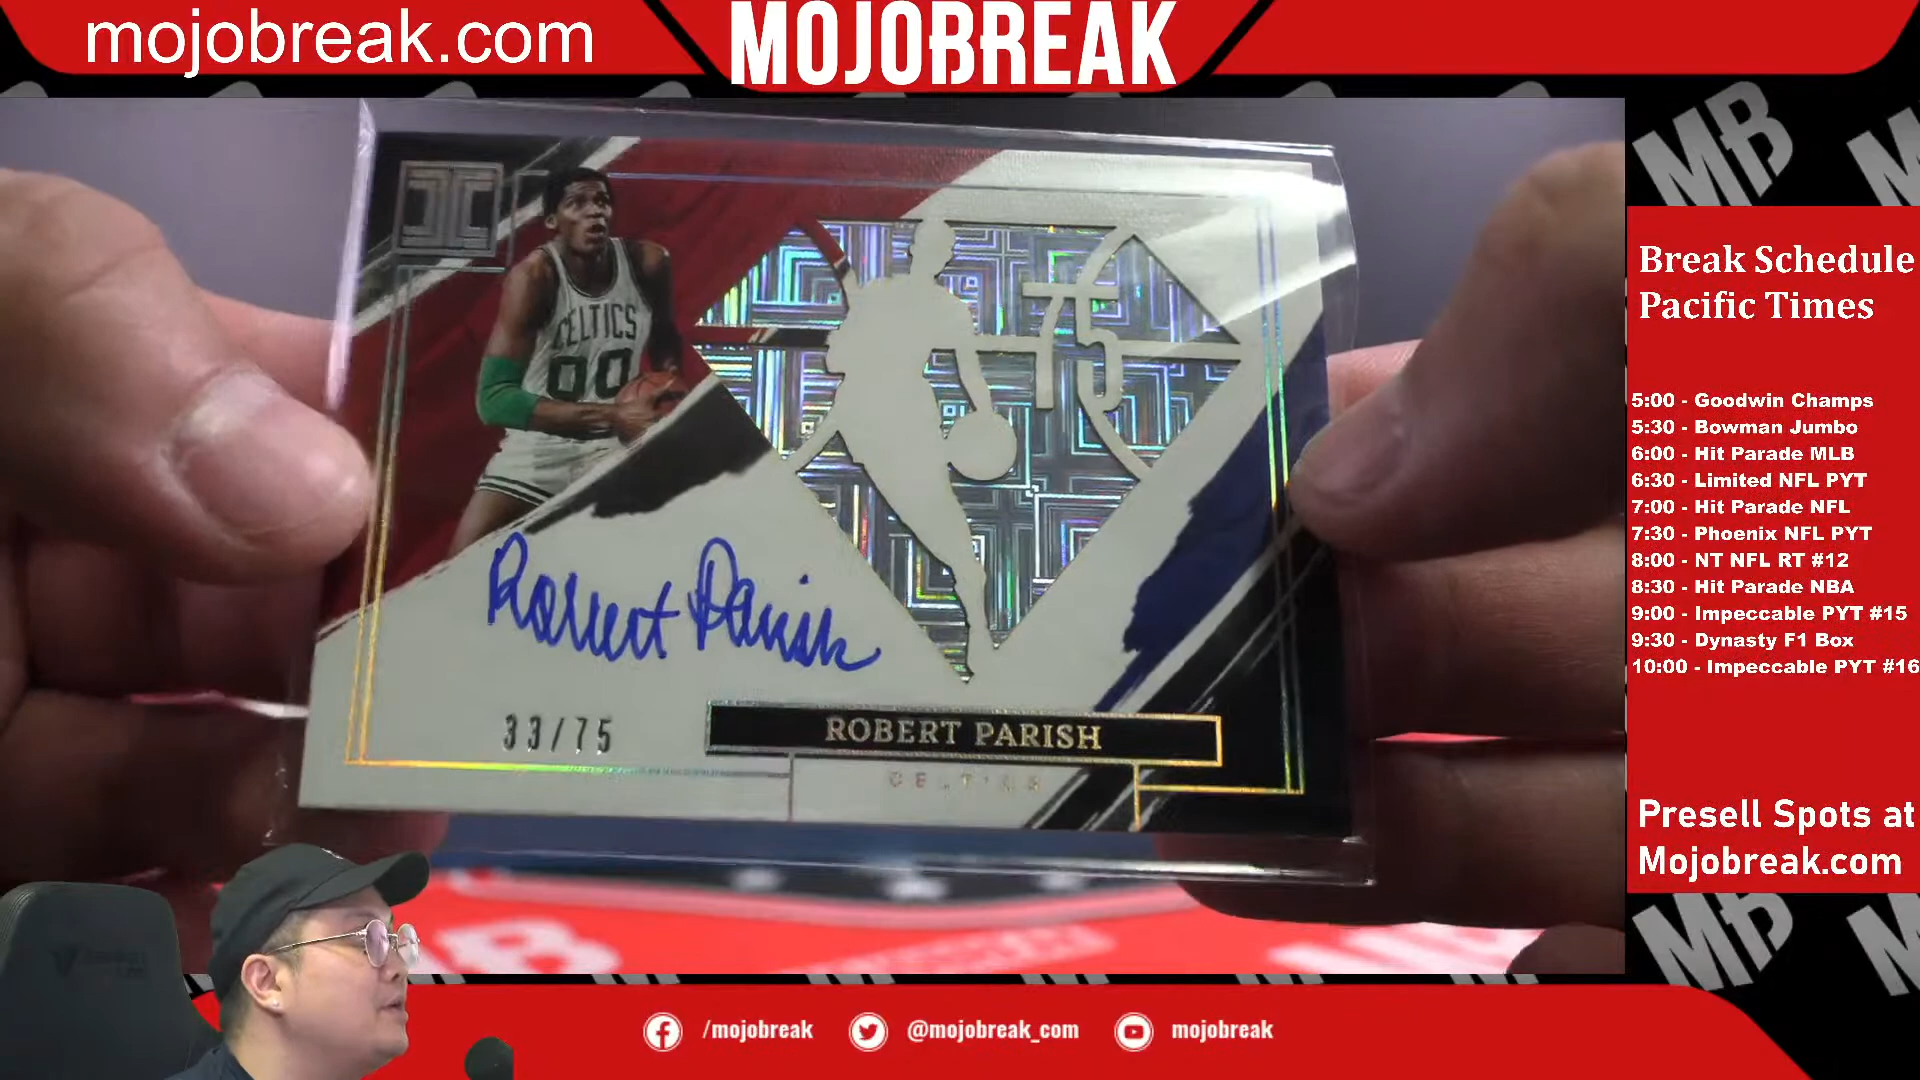 mojobreak.com
MOJOBREAK
MB
Break Schedule
Pacific Times
5:00 - Goodwin Champs
5:30 - Bowman Jumbo
6:00 - Hit Parade MLB
6:30 - Limited NFL PYT
7:00 - Hit Parade NFL
7:30 - Phoenix NFL PYT
8:00 - NT NFL RT #12
8:30 - Hit Parade NBA
9:00 - Impeccable PYT #15
9:30 - Dynasty F1 Box
10:00 - Impeccable PYT #16
Presell Spots at
Mojobreak.com
CELTICS
00
75
Robert Parish
33/75
ROBERT PARISH
CELTICS
MB
MB
/mojobreak
@mojobreak_com
mojobreak